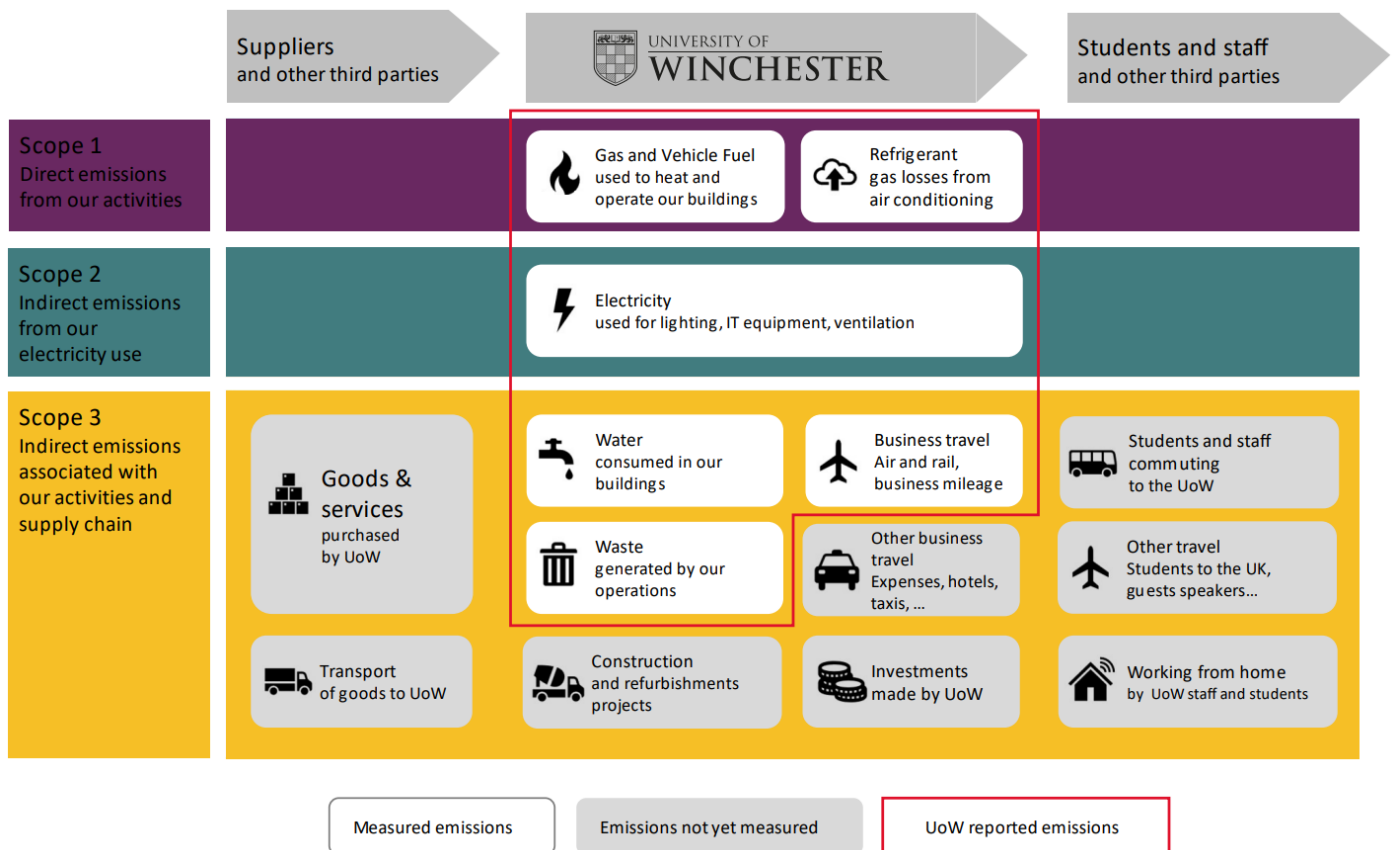 Suppliers
and other third parties
UNIVERSITY OF
WINCHESTER
Students and staff
and other third parties
Scope 1
Direct emissions
from our activities
Gas and Vehicle Fuel
used to heat and
operate our buildings
Refrigerant
gas losses from
air conditioning
Scope 2
Indirect emissions
from our
electricity use
Electricity
used for lighting, IT equipment, ventilation
Scope 3
Indirect emissions
associated with
our activities and
supply chain
Goods &
services
purchased
by UoW
Water
consumed in our
buildings
Business travel
Air and rail,
business mileage
Students and staff
commuting
to the UoW
Waste
generated by our
operations
Other business
travel
Expenses, hotels,
taxis, ...
Other travel
Students to the UK,
guests speakers...
Transport
of goods to UoW
Construction
and refurbishments
projects
Investments
made by UoW
Working from home
by UoW staff and students
Measured emissions
Emissions not yet measured
UoW reported emissions